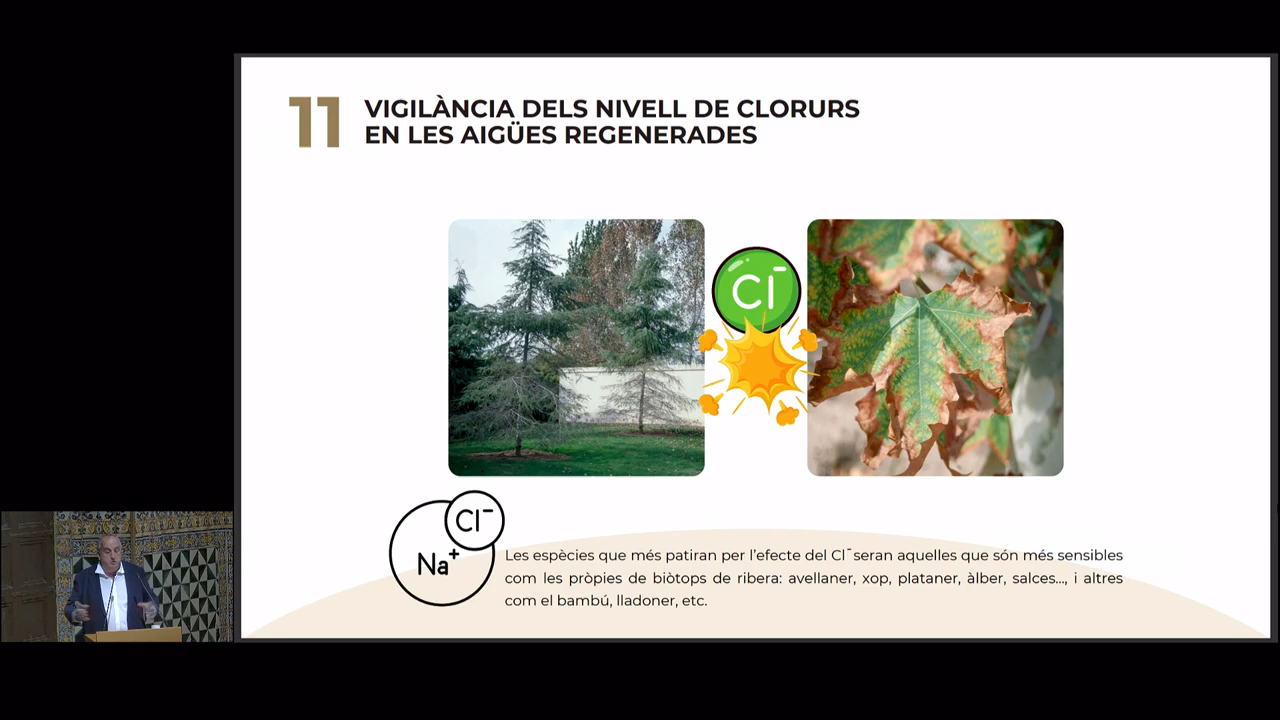 11
VIGILÀNCIA DELS NIVELL DE CLORURS
EN LES AIGÜES REGENERADES
Cl⁻
Cl⁻
Na⁺
Les espècies que més patiran per l'efecte del Cl⁻ seran aquelles que són més sensibles
com les pròpies de biòtops de ribera: avellaner, xop, plataner, àlber, salces..., i altres
com el bambú, lladoner, etc.